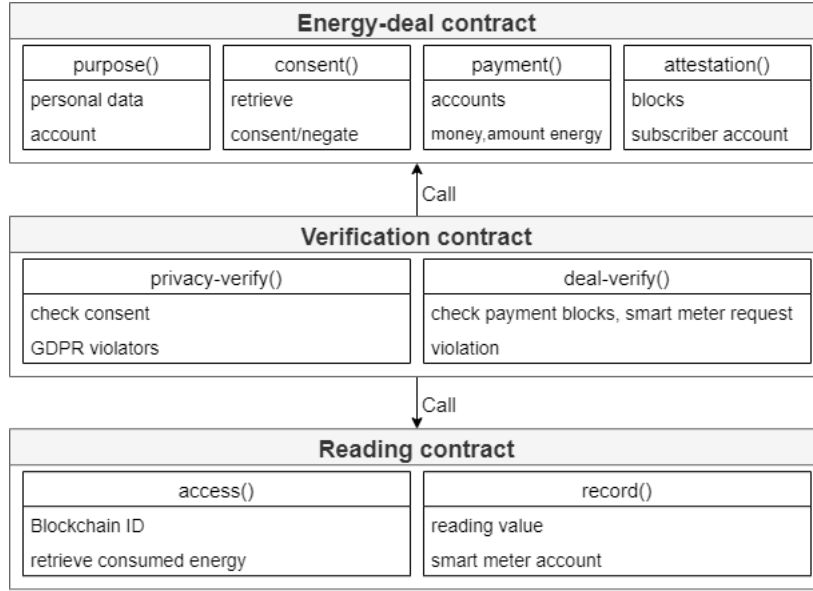 Energy-deal contract
purpose()
personal data
account
consent()
retrieve
consent/negate
payment()
accounts
money,amount energy
attestation()
blocks
subscriber account
Call
Verification contract
privacy-verify()
check consent
GDPR violators
deal-verify()
check payment blocks, smart meter request
violation
Call
Reading contract
access()
Blockchain ID
retrieve consumed energy
record()
reading value
smart meter account